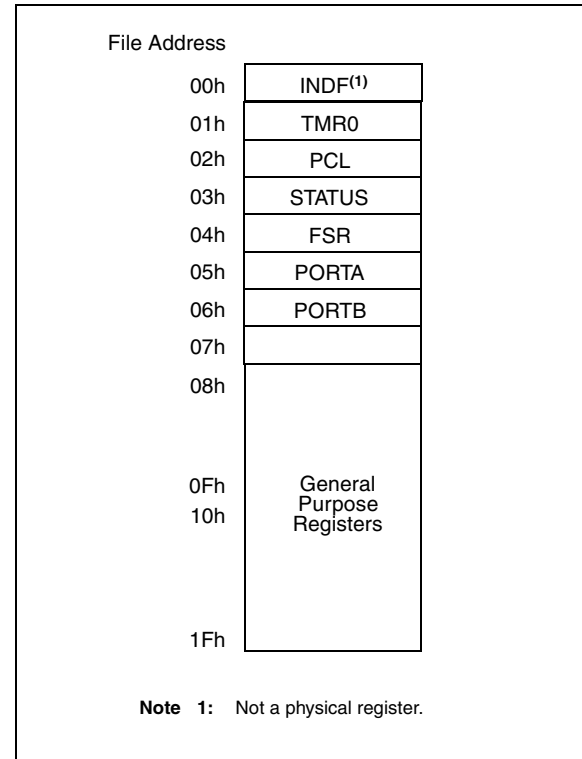 File Address
00h INDF(1)
01h TMR0
02h PCL
03h STATUS
04h FSR
05h PORTA
06h PORTB
07h
08h
0Fh
10h
General
Purpose
Registers
1Fh
Note 1: Not a physical register.